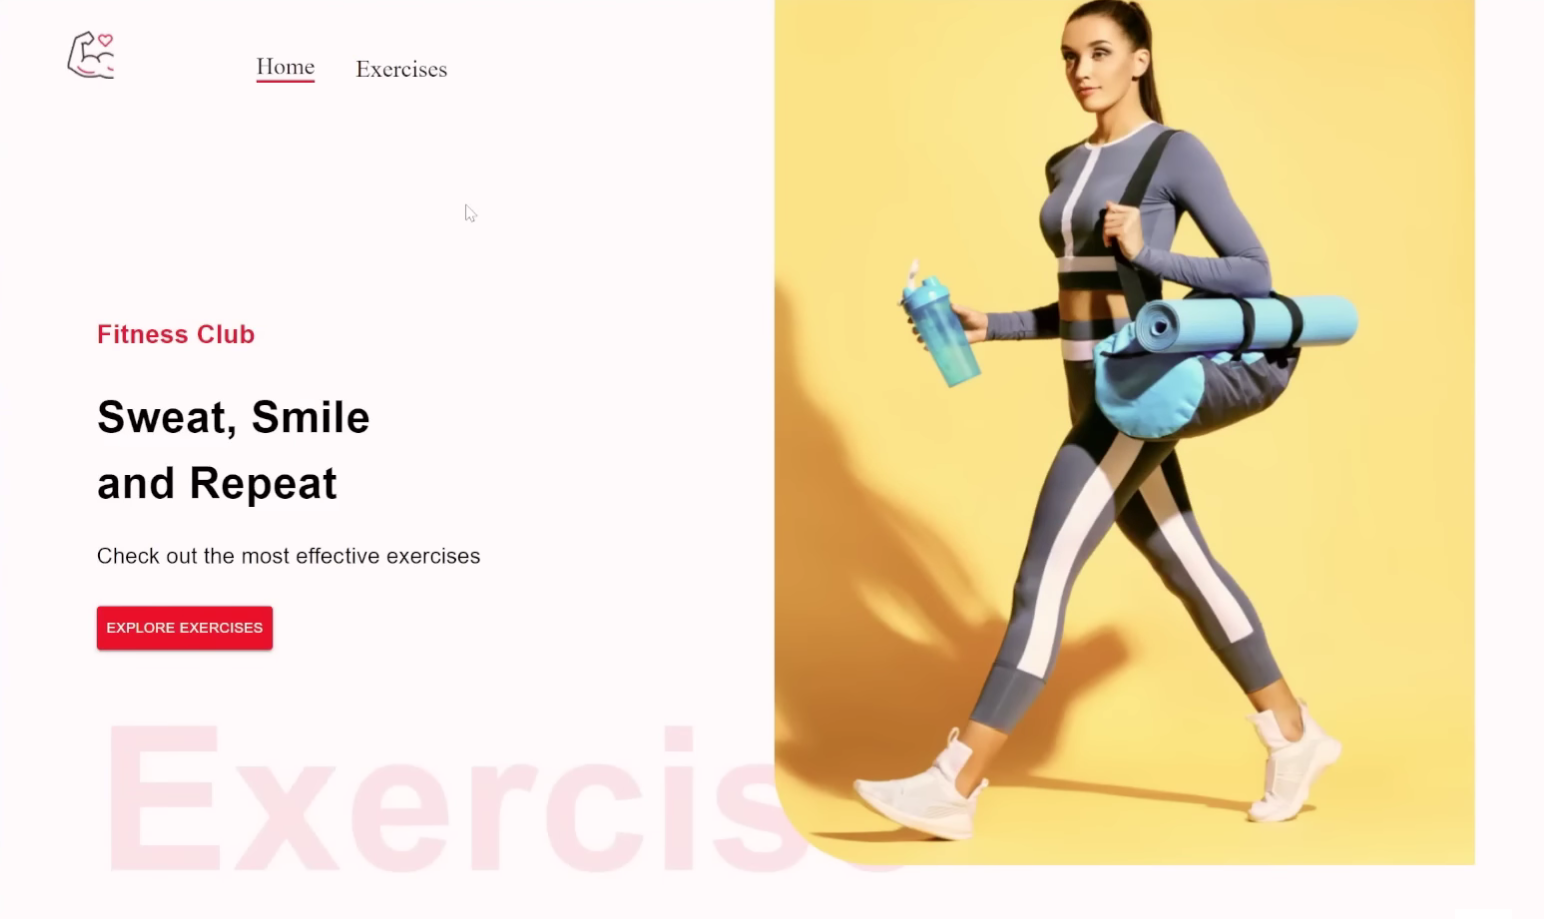 Home Exercises
Fitness Club
Sweat, Smile
and Repeat
Check out the most effective exercises
EXPLORE EXERCISES
Exercis